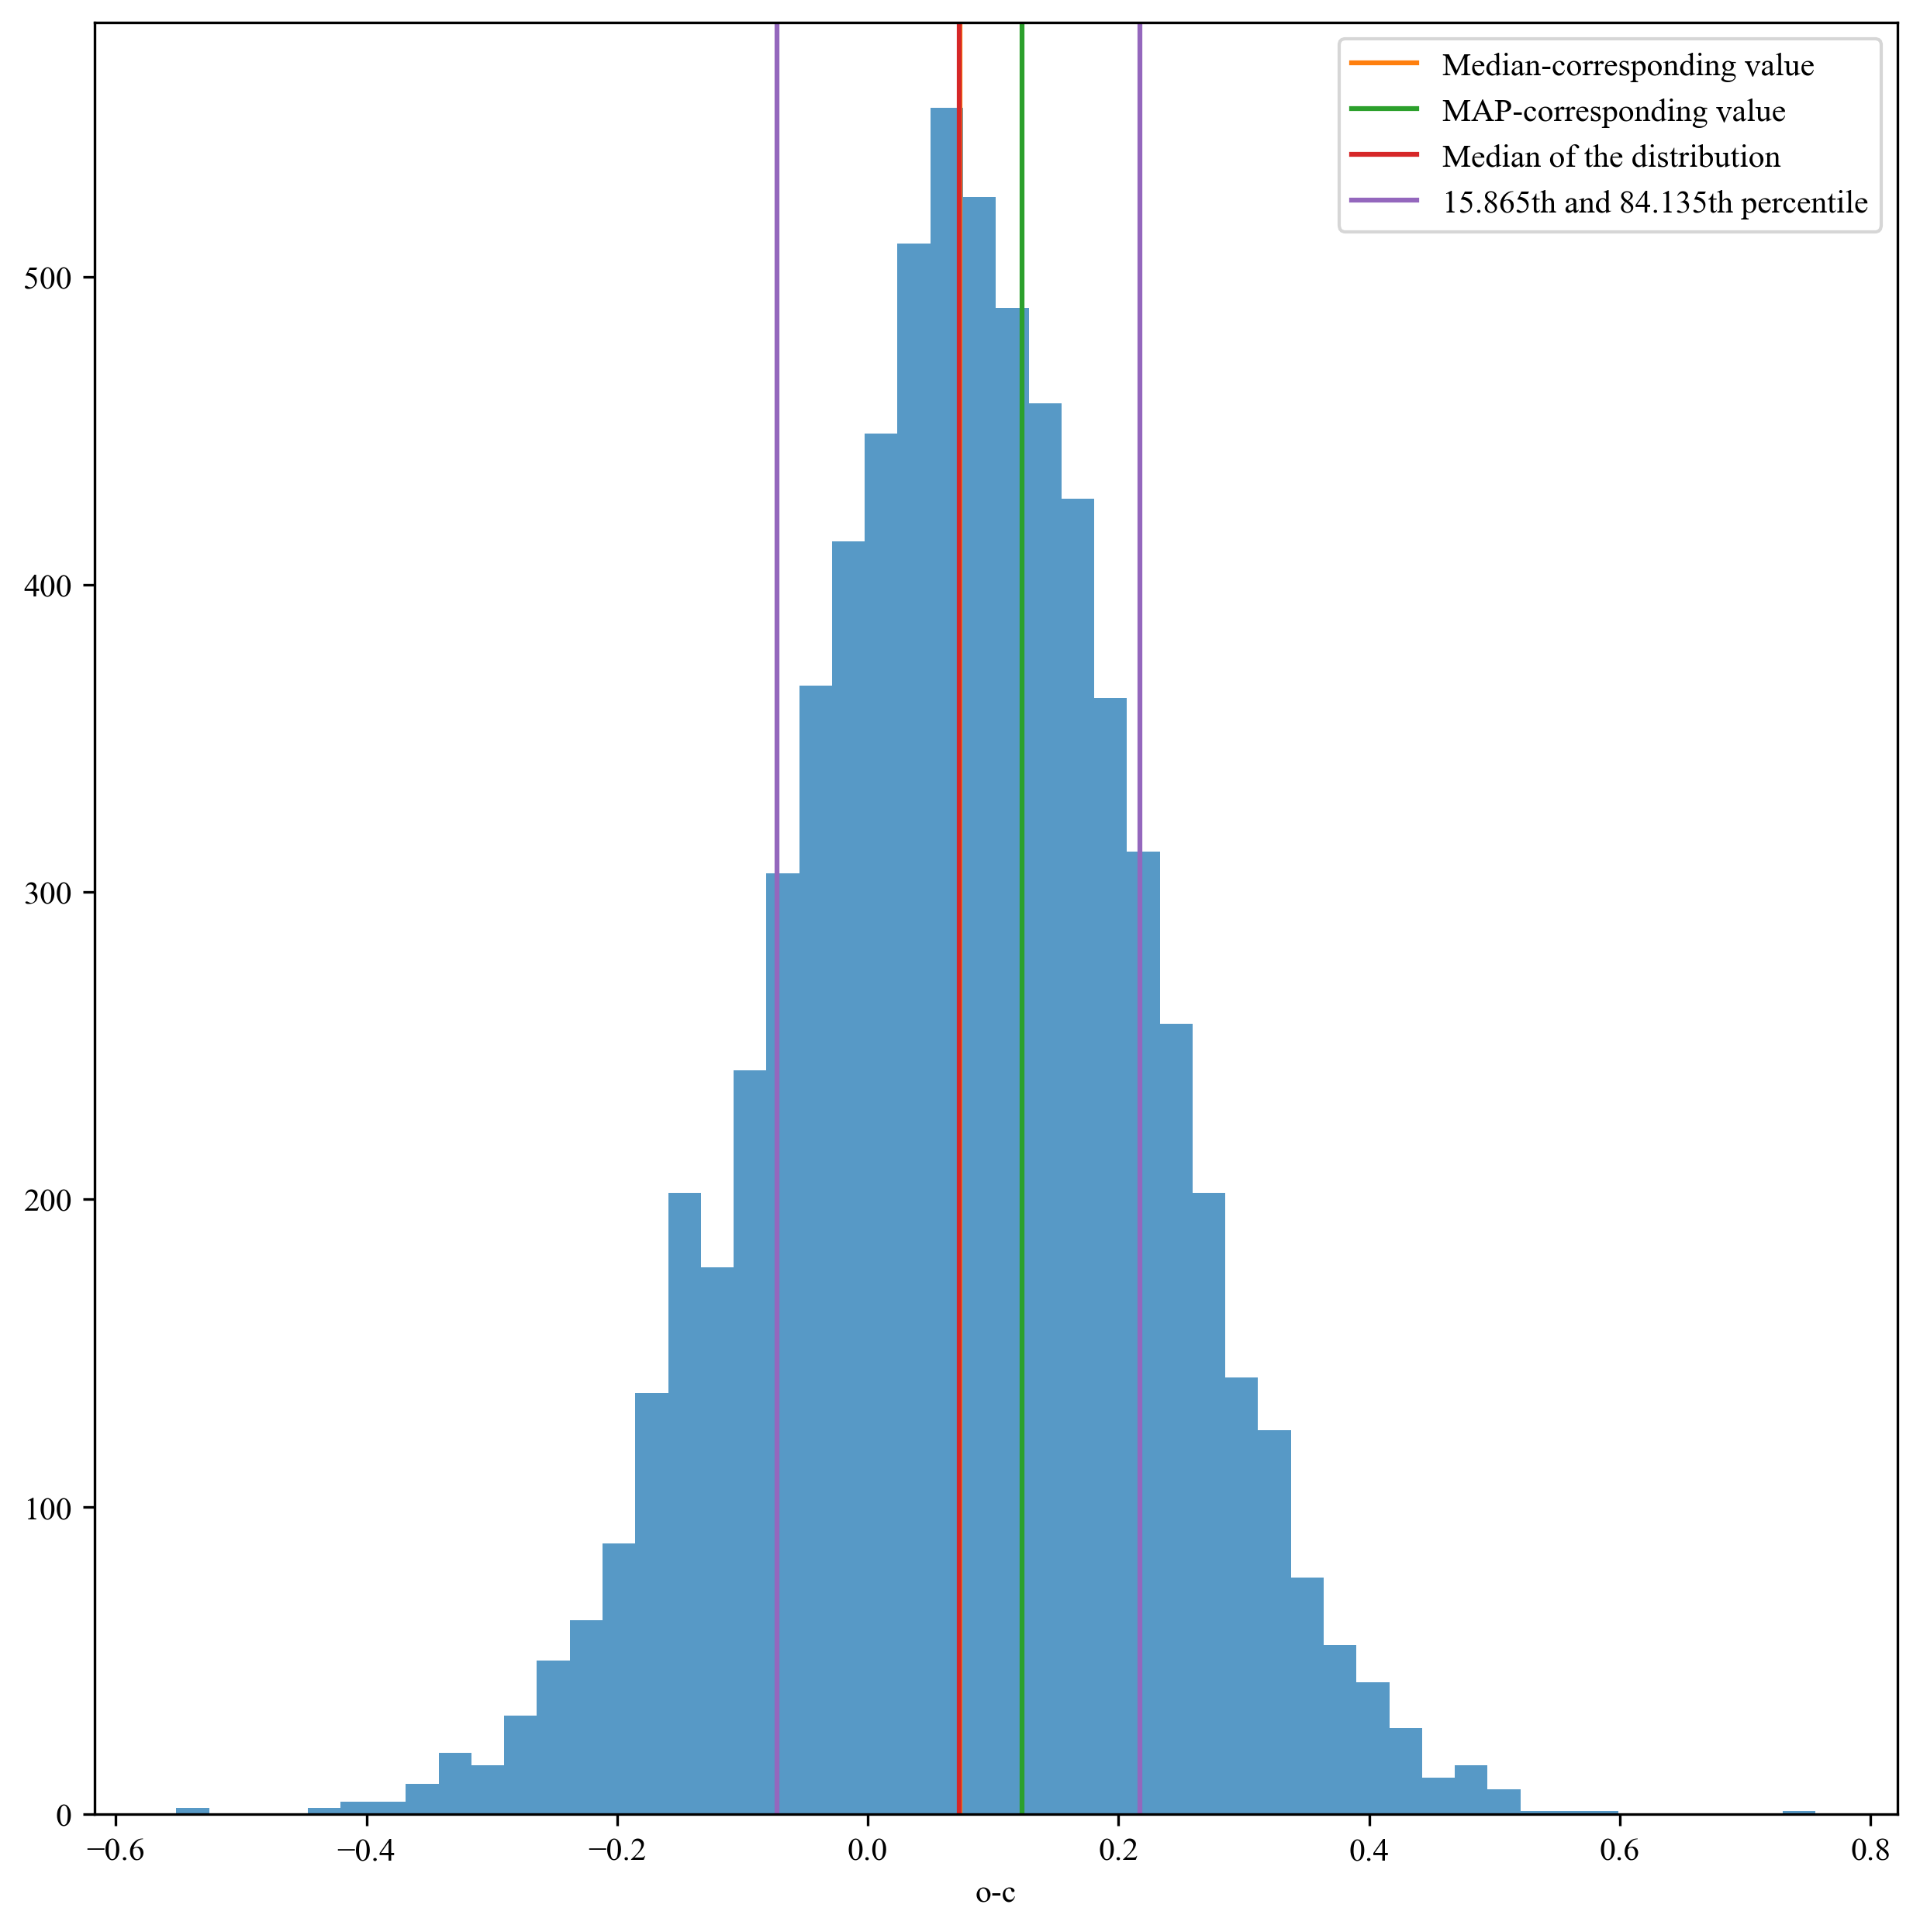 Median-corresponding value
MAP-corresponding value
Median of the distribution
15.865th and 84.135th percentile
500
400
300
200
100
0
−0.6 −0.4 −0.2 0.0 0.2 0.4 0.6 0.8
o-c